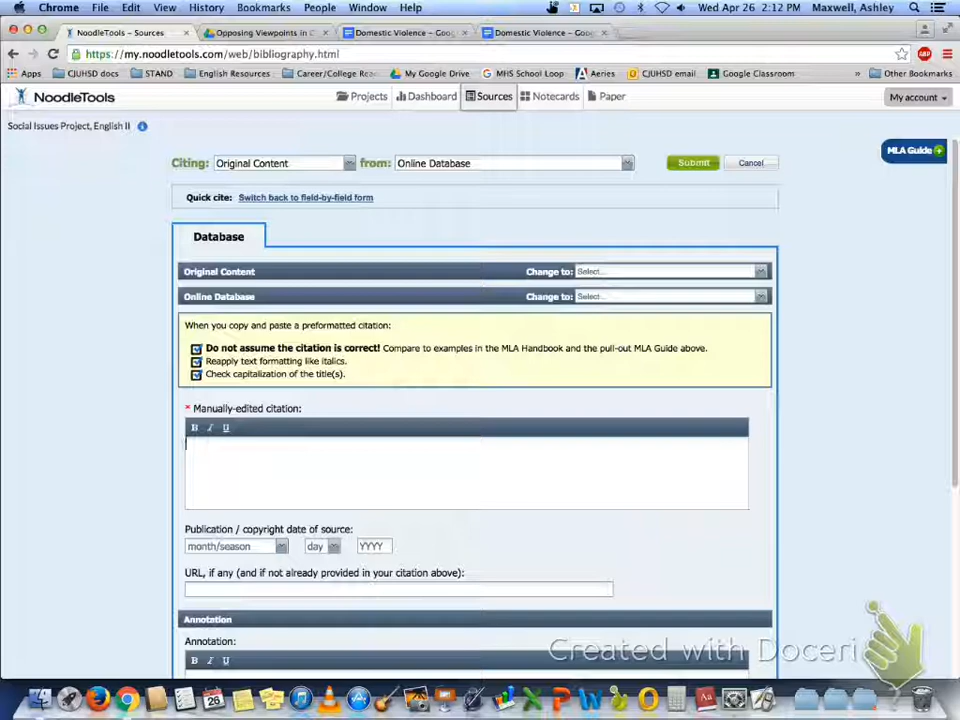 Chrome File Edit View History Bookmarks People Window Help Wed Apr 26 2:12 PM Maxwell, Ashley
NoodleTools - Sources Opposing Viewpoints in C Domestic Violence - Goog Domestic Violence - Goog
https://my.noodletools.com/web/bibliography.html
Apps CJUHSD docs STAND English Resources Career/College Rea My Google Drive MHS School Loop Aeries CJUHSD email Google Classroom » Other Bookmarks
NoodleTools Projects Dashboard Sources Notecards Paper My account
Social Issues Project, English II
MLA Guide
Citing: Original Content from: Online Database Submit Cancel
Quick cite: Switch back to field-by-field form
Database
Original Content Change to: Select...
Online Database Change to: Select...
When you copy and paste a preformatted citation:
Do not assume the citation is correct! Compare to examples in the MLA Handbook and the pull-out MLA Guide above.
Reapply text formatting like italics.
Check capitalization of the title(s).
* Manually-edited citation:
B I U
Publication / copyright date of source:
month/season day YYYY
URL, if any (and if not already provided in your citation above):
Annotation
Annotation:
B I U
Created with Doceri